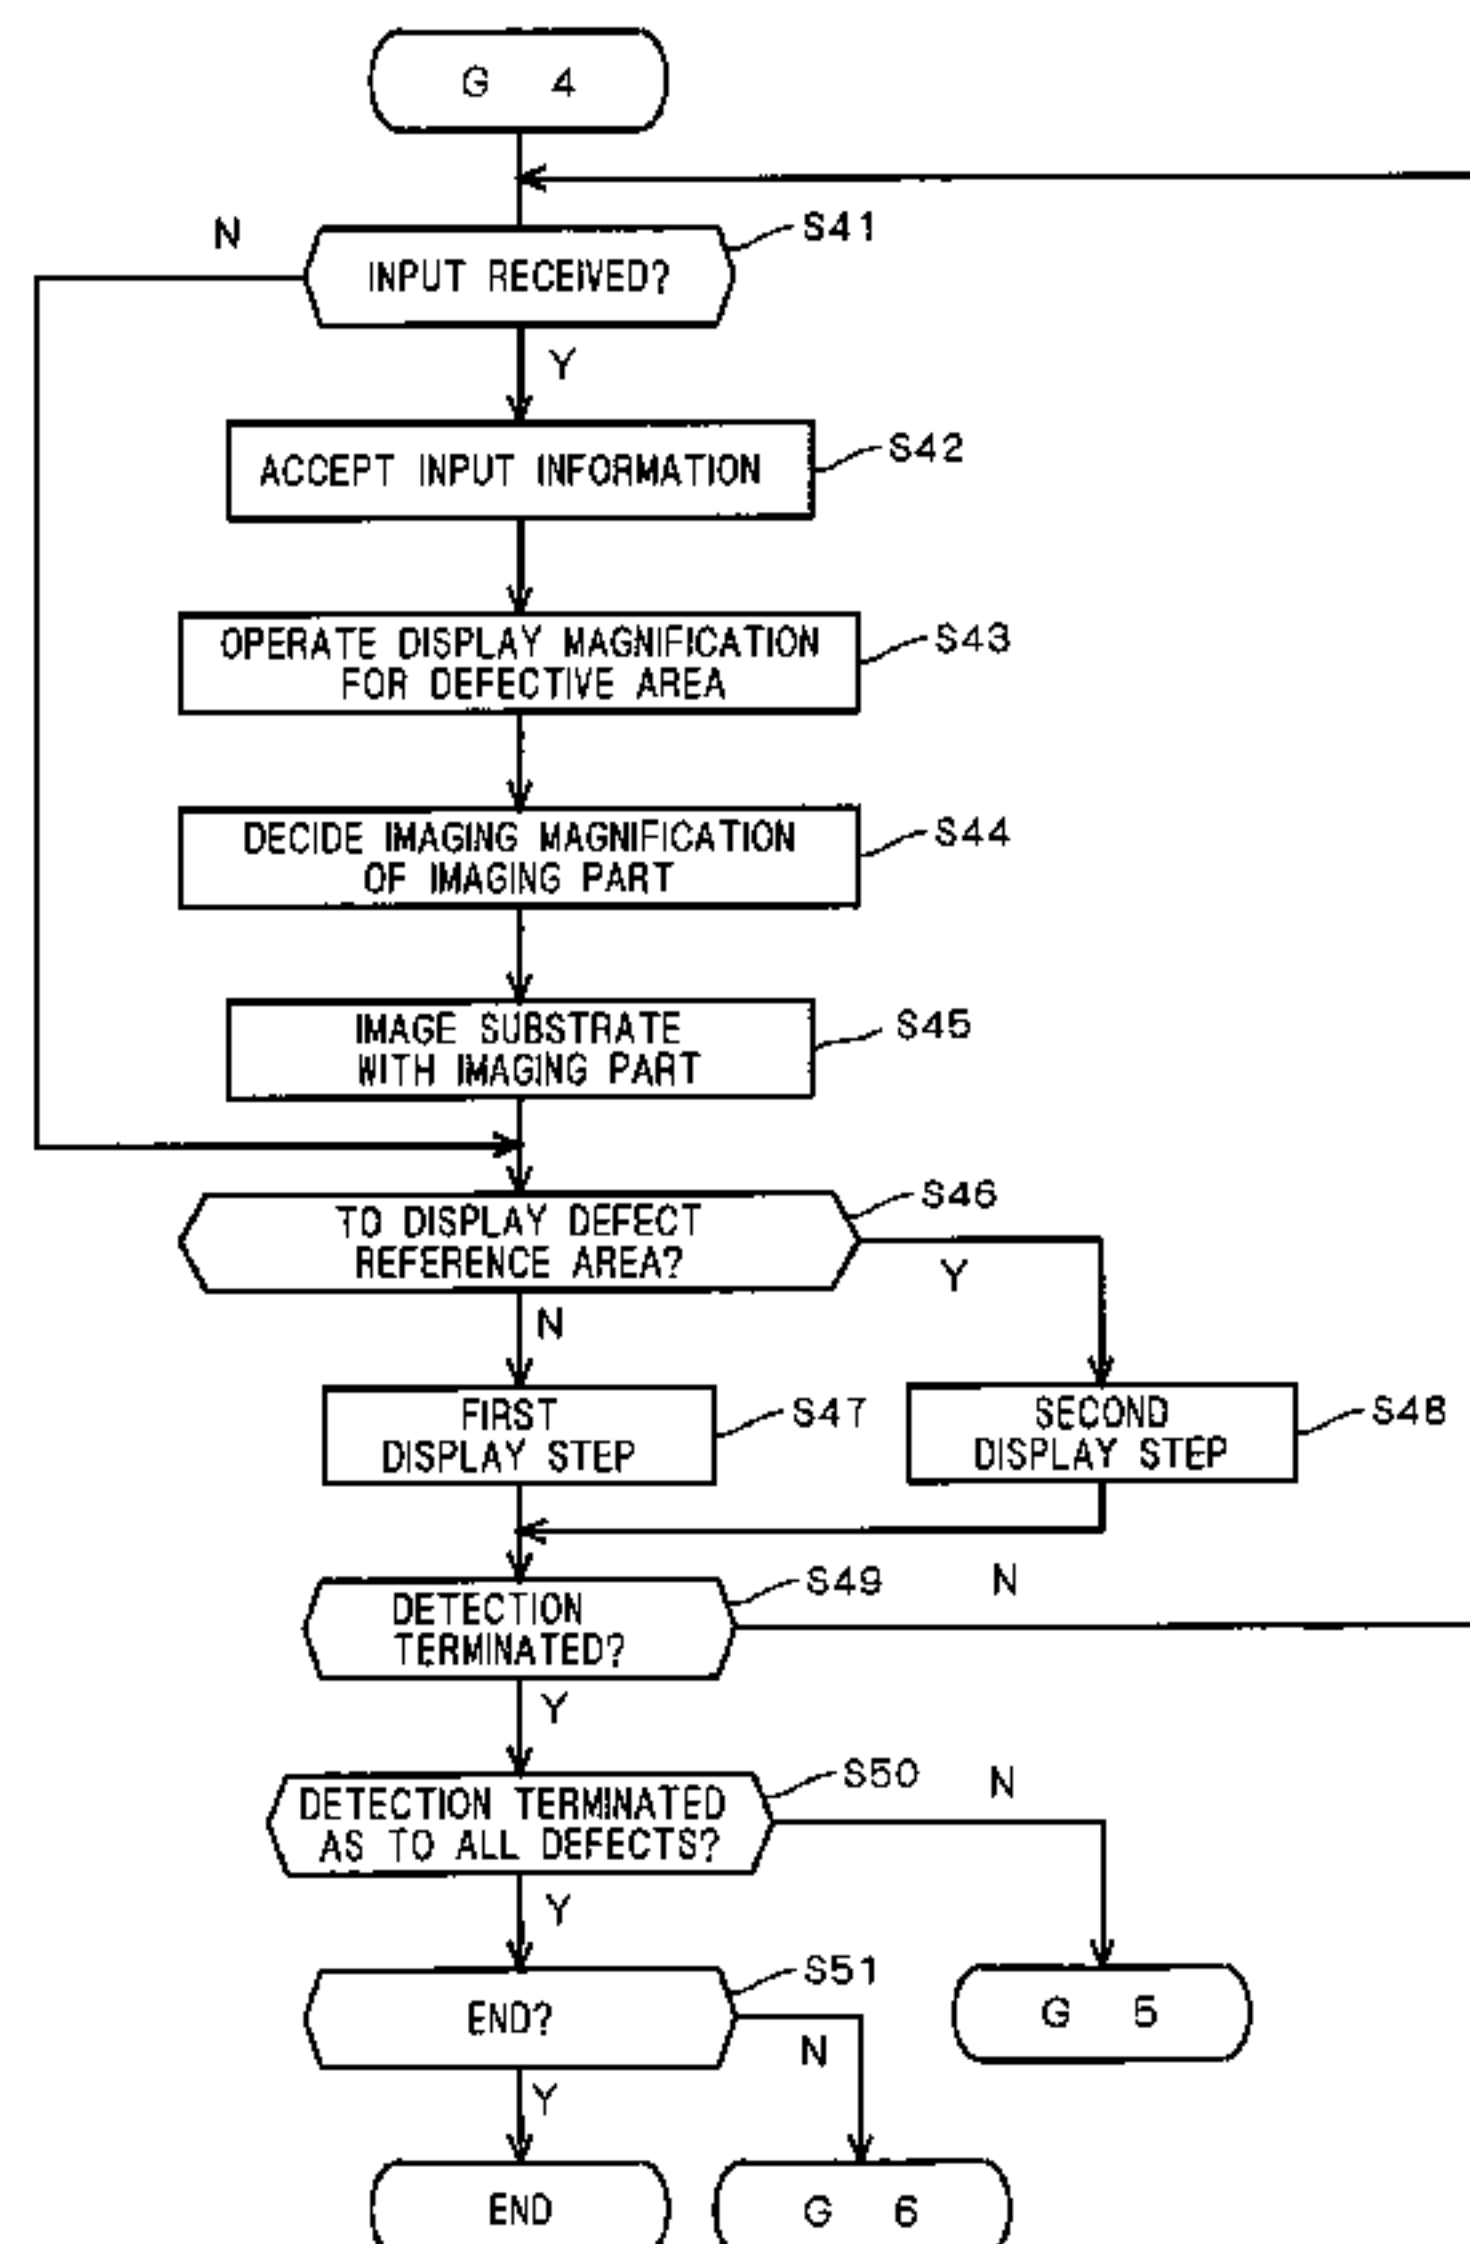 G 4
N
S41
INPUT RECEIVED?
Y
S42
ACCEPT INPUT INFORMATION
S43
OPERATE DISPLAY MAGNIFICATION
FOR DEFECTIVE AREA
S44
DECIDE IMAGING MAGNIFICATION
OF IMAGING PART
S45
IMAGE SUBSTRATE
WITH IMAGING PART
S46
TO DISPLAY DEFECT
REFERENCE AREA?
Y
N
FIRST
DISPLAY STEP
S47
SECOND
DISPLAY STEP
S48
S49
N
DETECTION
TERMINATED?
Y
S50
N
DETECTION TERMINATED
AS TO ALL DEFECTS?
Y
S51
END?
N
G 5
Y
END
G 6